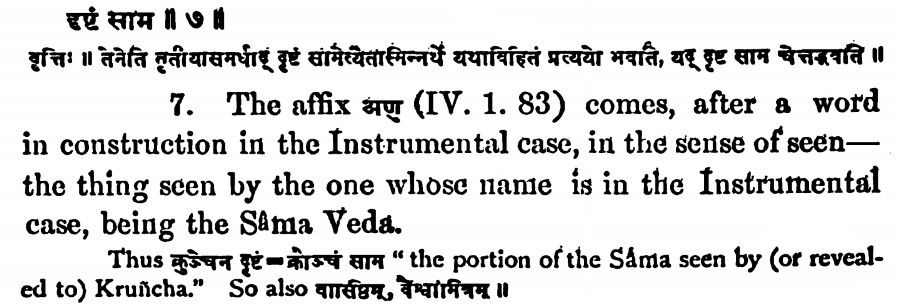 दृष्टं साम ॥ ७ ॥
वृत्तिः ॥ तेनेति तृतीयासमर्थाद् दृष्टं सामेत्येतास्मिन्नर्थे यथाविहितं प्रत्ययो भवति, यद् दृष्ट साम चेत्तद्भवति ॥
7. The affix अण् (IV. 1. 83) comes, after a word
in construction in the Instrumental case, in the sense of seen—
the thing seen by the one whose name is in the Instrumental
case, being the Sâma Veda.
Thus क्रुञ्चेन दृष्टं=क्रोञ्चं साम “ the portion of the Sâma seen by (or reveal-
ed to) Kruñcha.” So also वासिष्ठम्, वैश्वामित्रम् ॥